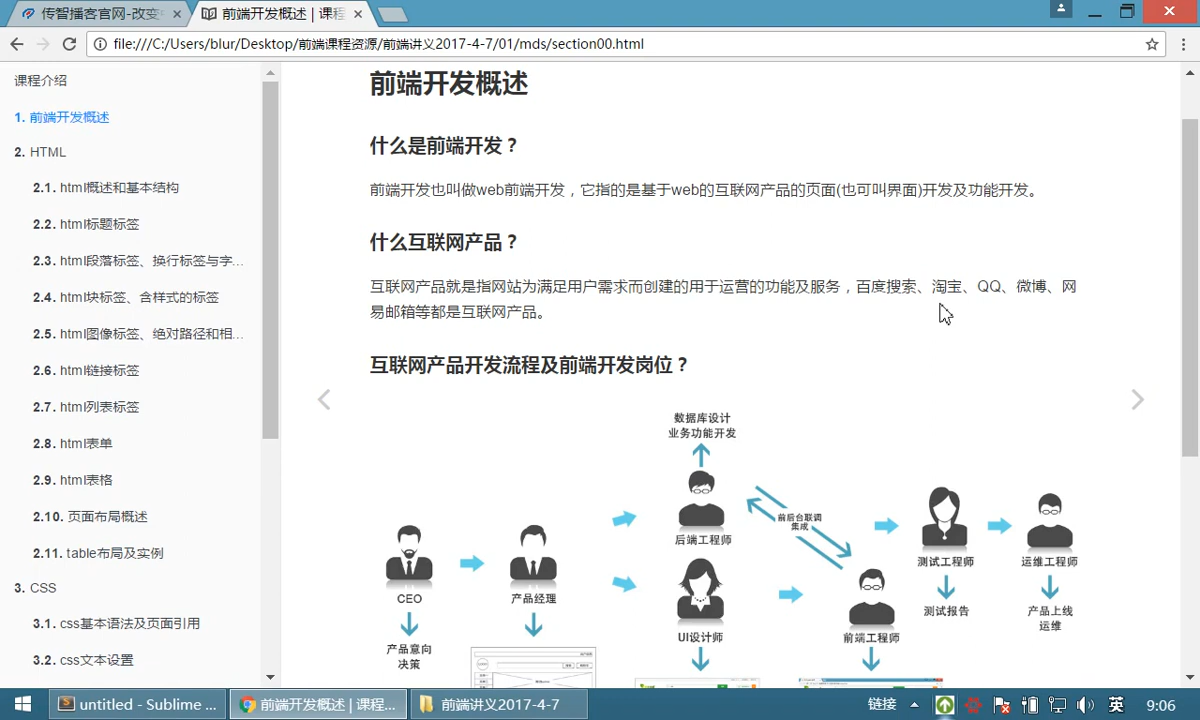 传智播客官网-改变
前端开发概述 | 课程
file:///C:/Users/blur/Desktop/前端课程资源/前端讲义2017-4-7/01/mds/section00.html
课程介绍
1. 前端开发概述
2. HTML
2.1. html概述和基本结构
2.2. html标题标签
2.3. html段落标签、换行标签与字...
2.4. html块标签、含样式的标签
2.5. html图像标签、绝对路径和相...
2.6. html链接标签
2.7. html列表标签
2.8. html表单
2.9. html表格
2.10. 页面布局概述
2.11. table布局及实例
3. CSS
3.1. css基本语法及页面引用
3.2. css文本设置
前端开发概述
什么是前端开发？
前端开发也叫做web前端开发，它指的是基于web的互联网产品的页面(也可叫界面)开发及功能开发。
什么互联网产品？
互联网产品就是指网站为满足用户需求而创建的用于运营的功能及服务，百度搜索、淘宝、QQ、微博、网
易邮箱等都是互联网产品。
互联网产品开发流程及前端开发岗位？
数据库设计
业务功能开发
前后台联调
集成
后端工程师
测试工程师
运维工程师
CEO
产品经理
测试报告
产品上线
运维
UI设计师
前端工程师
产品意向
决策
untitled - Sublime ...
前端开发概述 | 课程...
前端讲义2017-4-7
链接
英
9:06